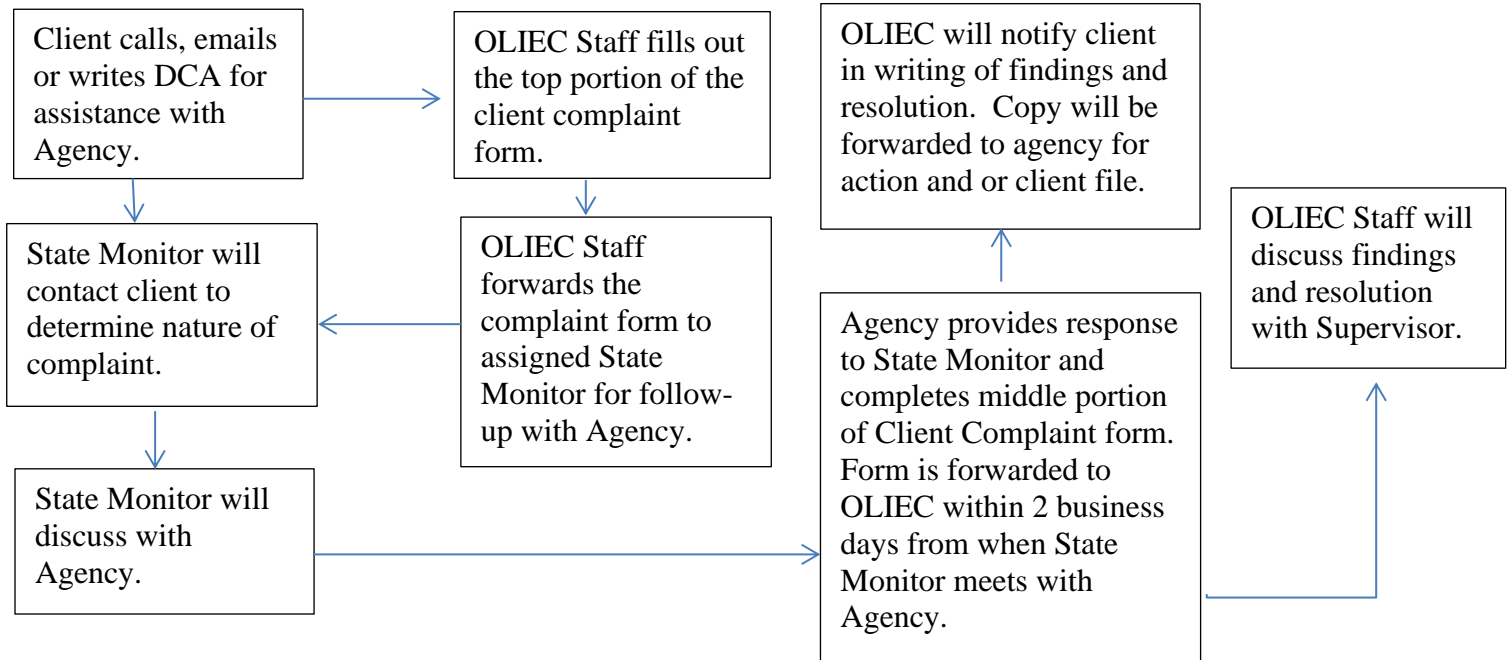 Client calls, emails
or writes DCA for
assistance with
Agency.
OLIEC Staff fills out
the top portion of the
client complaint
form.
OLIEC will notify client
in writing of findings and
resolution.  Copy will be
forwarded to agency for
action and or client file.
OLIEC Staff will
discuss findings
and resolution
with Supervisor.
State Monitor will
contact client to
determine nature of
complaint.
OLIEC Staff
forwards the
complaint form to
assigned State
Monitor for follow-
up with Agency.
Agency provides response
to State Monitor and
completes middle portion
of Client Complaint form.
Form is forwarded to
OLIEC within 2 business
days from when State
Monitor meets with
Agency.
State Monitor will
discuss with
Agency.